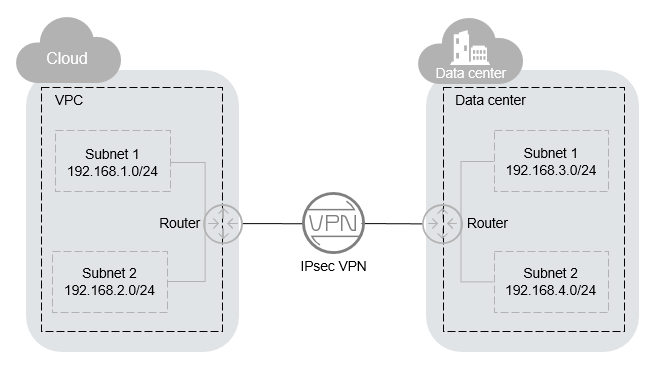 Cloud
VPC
Subnet 1
192.168.1.0/24
Router
Subnet 2
192.168.2.0/24
VPN
IPsec VPN
Data center
Data center
Subnet 1
192.168.3.0/24
Router
Subnet 2
192.168.4.0/24